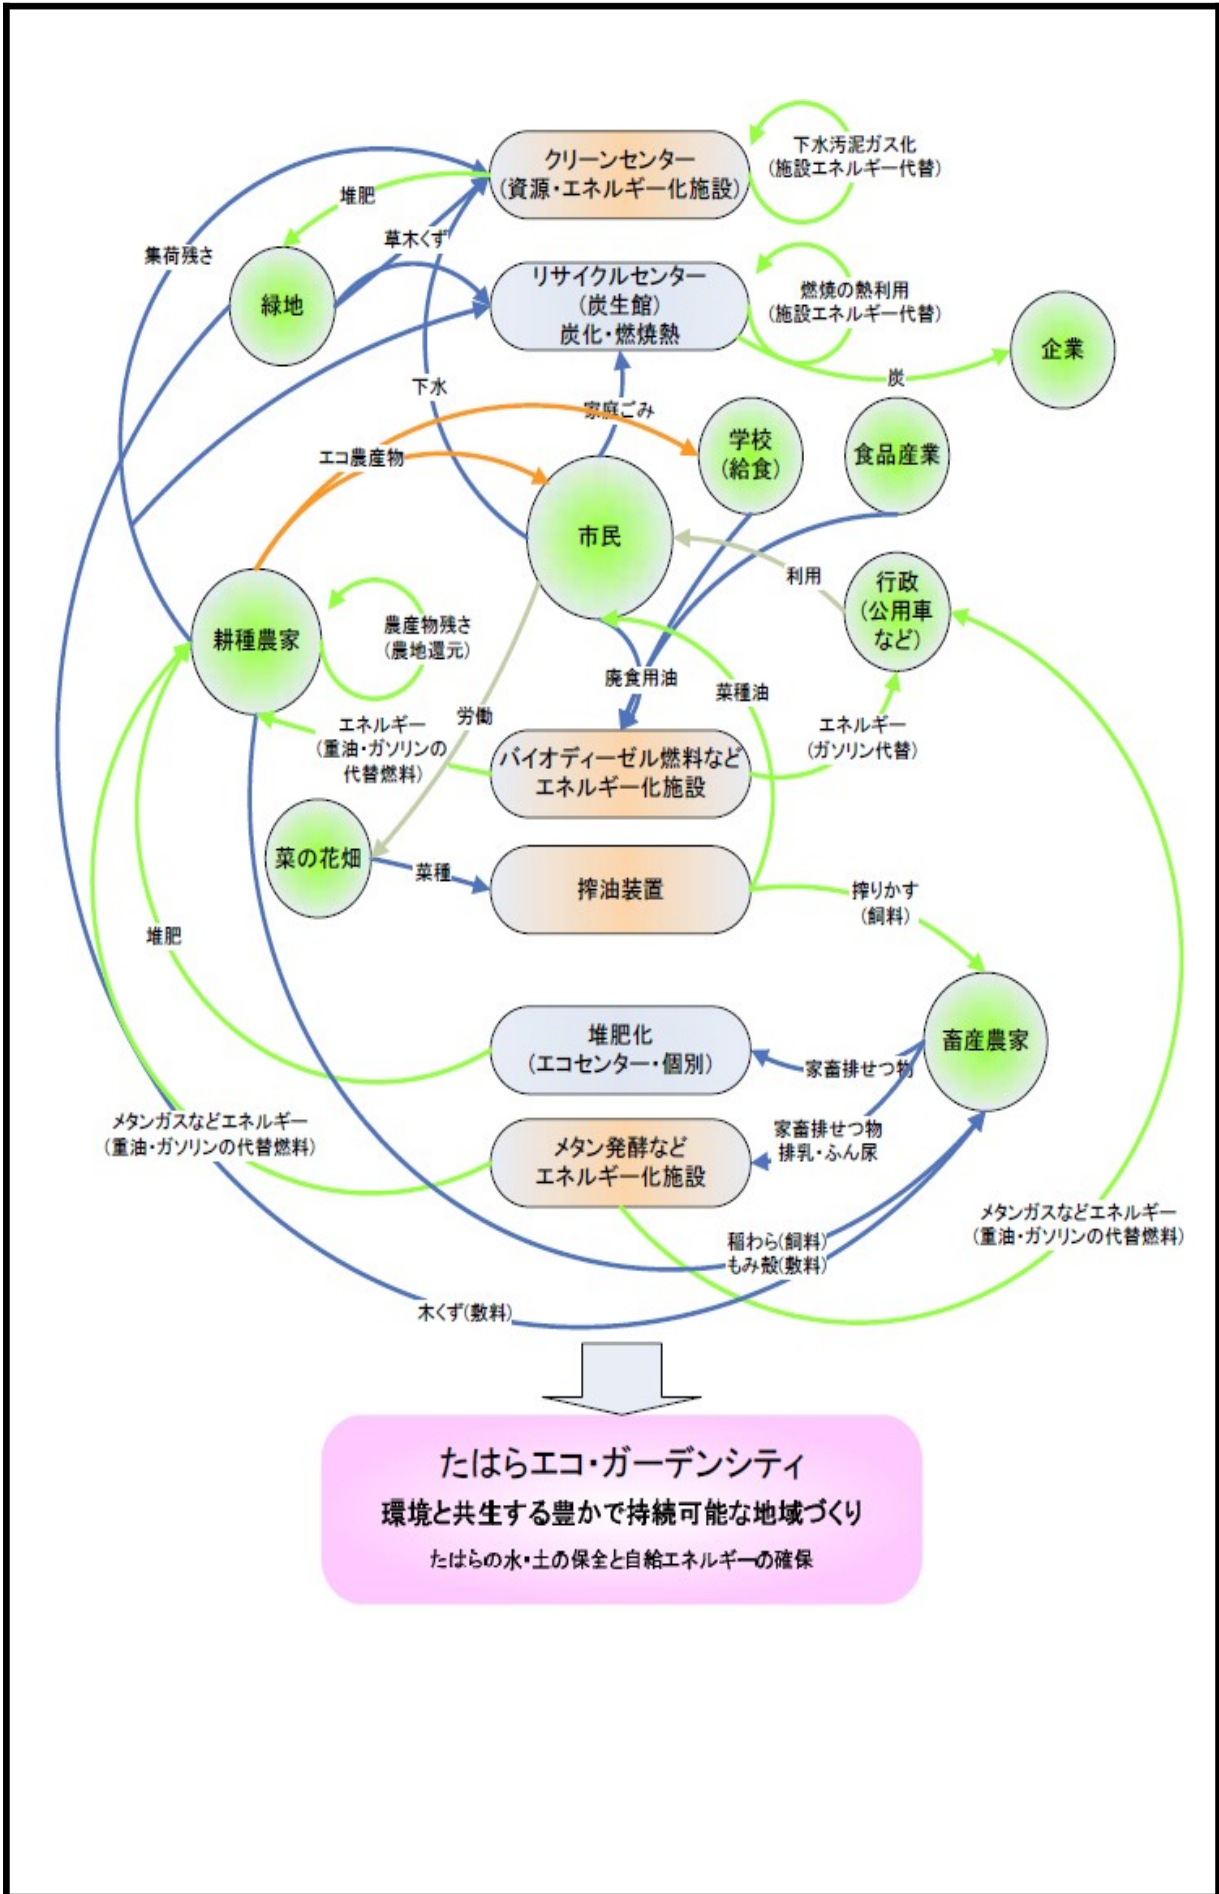 クリーンセンター
(資源・エネルギー化施設)
下水汚泥ガス化
(施設エネルギー代替)
堆肥
草木くず
集荷残さ
緑地
リサイクルセンター
(炭生館)
炭化・燃焼熱
燃焼の熱利用
(施設エネルギー代替)
企業
炭
下水
家庭ごみ
学校
(給食)
食品産業
エコ農産物
市民
利用
行政
(公用車
など)
耕種農家
農産物残さ
(農地還元)
廃食用油
菜種油
労働
エネルギー
(重油・ガソリンの
代替燃料)
エネルギー
(ガソリン代替)
バイオディーゼル燃料など
エネルギー化施設
菜の花畑
菜種
搾油装置
搾りかす
(飼料)
堆肥
堆肥化
(エコセンター・個別)
畜産農家
家畜排せつ物
メタンガスなどエネルギー
(重油・ガソリンの代替燃料)
メタン発酵など
エネルギー化施設
家畜排せつ物
排乳・ふん尿
メタンガスなどエネルギー
(重油・ガソリンの代替燃料)
稲わら(飼料)
もみ殻(敷料)
木くず(敷料)
たはらエコ・ガーデンシティ
環境と共生する豊かで持続可能な地域づくり
たはらの水・土の保全と自給エネルギーの確保